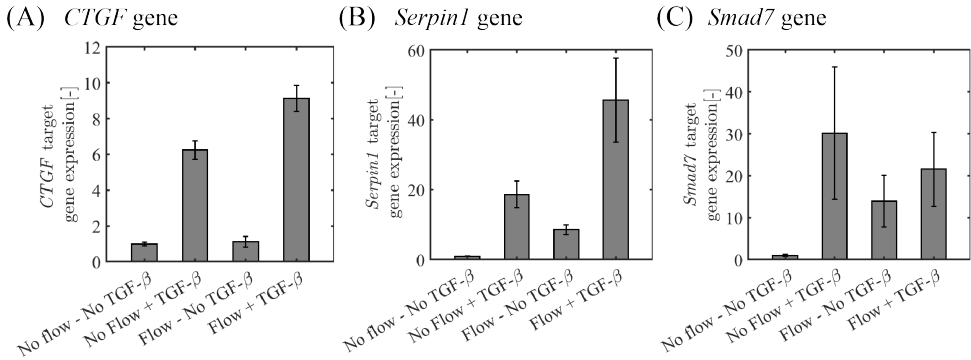 (A) CTGF gene
12
10
8
6
4
2
0
CTGF target
gene expression[-]
No flow - No TGF-β
No Flow + TGF-β
Flow - No TGF-β
Flow + TGF-β
(B) Serpin1 gene
60
40
20
0
Serpin1 target
gene expression[-]
No flow - No TGF-β
No Flow + TGF-β
Flow - No TGF-β
Flow + TGF-β
(C) Smad7 gene
50
40
30
20
10
0
Smad7 target
gene expression[-]
No flow - No TGF-β
No Flow + TGF-β
Flow - No TGF-β
Flow + TGF-β